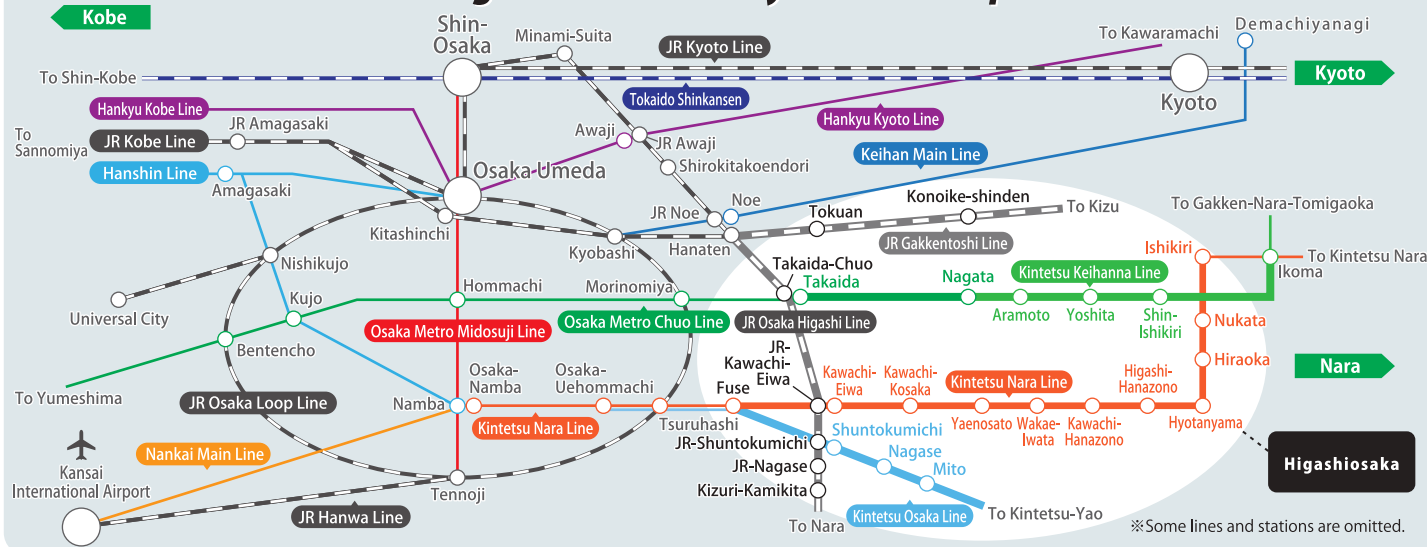 Kobe
Shin-
Osaka
Minami-Suita
JR Kyoto Line
To Kawaramachi
Demachiyanagi
To Shin-Kobe
Tokaido Shinkansen
Kyoto
Kyoto
Hankyu Kobe Line
Hankyu Kyoto Line
To
Sannomiya
JR Kobe Line
JR Amagasaki
Awaji
JR Awaji
Shirokitakoendori
Keihan Main Line
Hanshin Line
Amagasaki
Osaka Umeda
Kitashinchi
Kyobashi
JR Noe
Noe
Hanaten
Tokuan
Konoike-shinden
To Kizu
JR Gakkentoshi Line
To Gakken-Nara-Tomigaoka
Ishikiri
To Kintetsu Nara
Ikoma
Nishikujo
Universal City
Kujo
Bentencho
To Yumeshima
Hommachi
Morinomiya
Osaka Metro Midosuji Line
Osaka Metro Chuo Line
Takaida-Chuo
Takaida
Nagata
Kintetsu Keihanna Line
Aramoto
Yoshita
Shin-
Ishikiri
JR Osaka Higashi Line
Nukata
Hiraoka
Nara
JR-
Kawachi-
Eiwa
JR Osaka Loop Line
Namba
Osaka-
Namba
Osaka-
Uehommachi
Kintetsu Nara Line
Tsuruhashi
Fuse
Kawachi-
Eiwa
Kawachi-
Kosaka
Kintetsu Nara Line
Yaenosato
Wakae-
Iwata
Kawachi-
Hanazono
Higashi-
Hanazono
Hyotanyama
Nankai Main Line
Kansai
International Airport
JR Hanwa Line
Tennoji
JR-Shuntokumichi
Shuntokumichi
JR-Nagase
Nagase
Mito
Kizuri-Kamikita
To Nara
Kintetsu Osaka Line
To Kintetsu-Yao
Higashiosaka
※Some lines and stations are omitted.